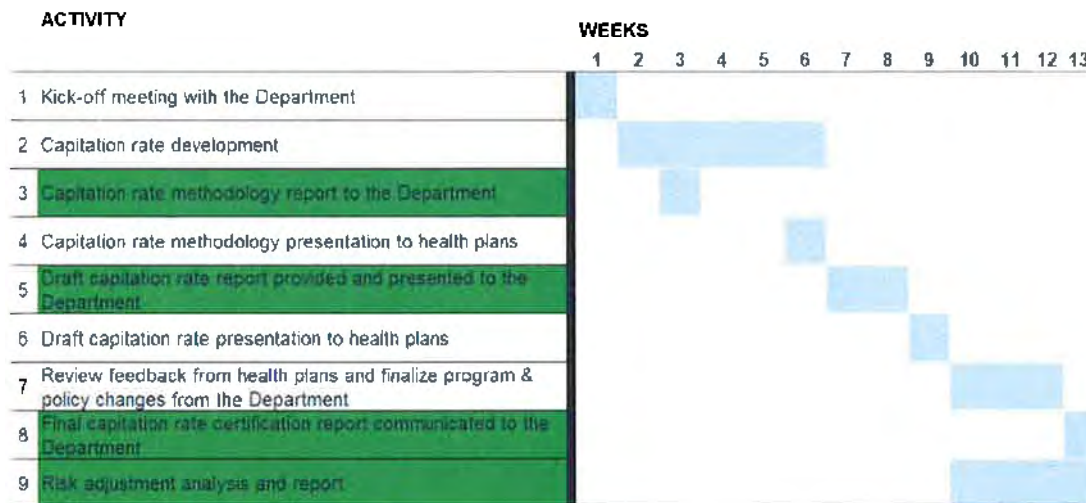 ACTIVITY
WEEKS
1 2 3 4 5 6 7 8 9 10 11 12 13
1 Kick-off meeting with the Department
2 Capitation rate development
3 Capitation rate methodology report to the Department
4 Capitation rate methodology presentation to health plans
5 Draft capitation rate report provided and presented to the
Department
6 Draft capitation rate presentation to health plans
7 Review feedback from health plans and finalize program &
policy changes from the Department
8 Final capitation rate certification report communicated to the
Department
9 Risk adjustment analysis and report